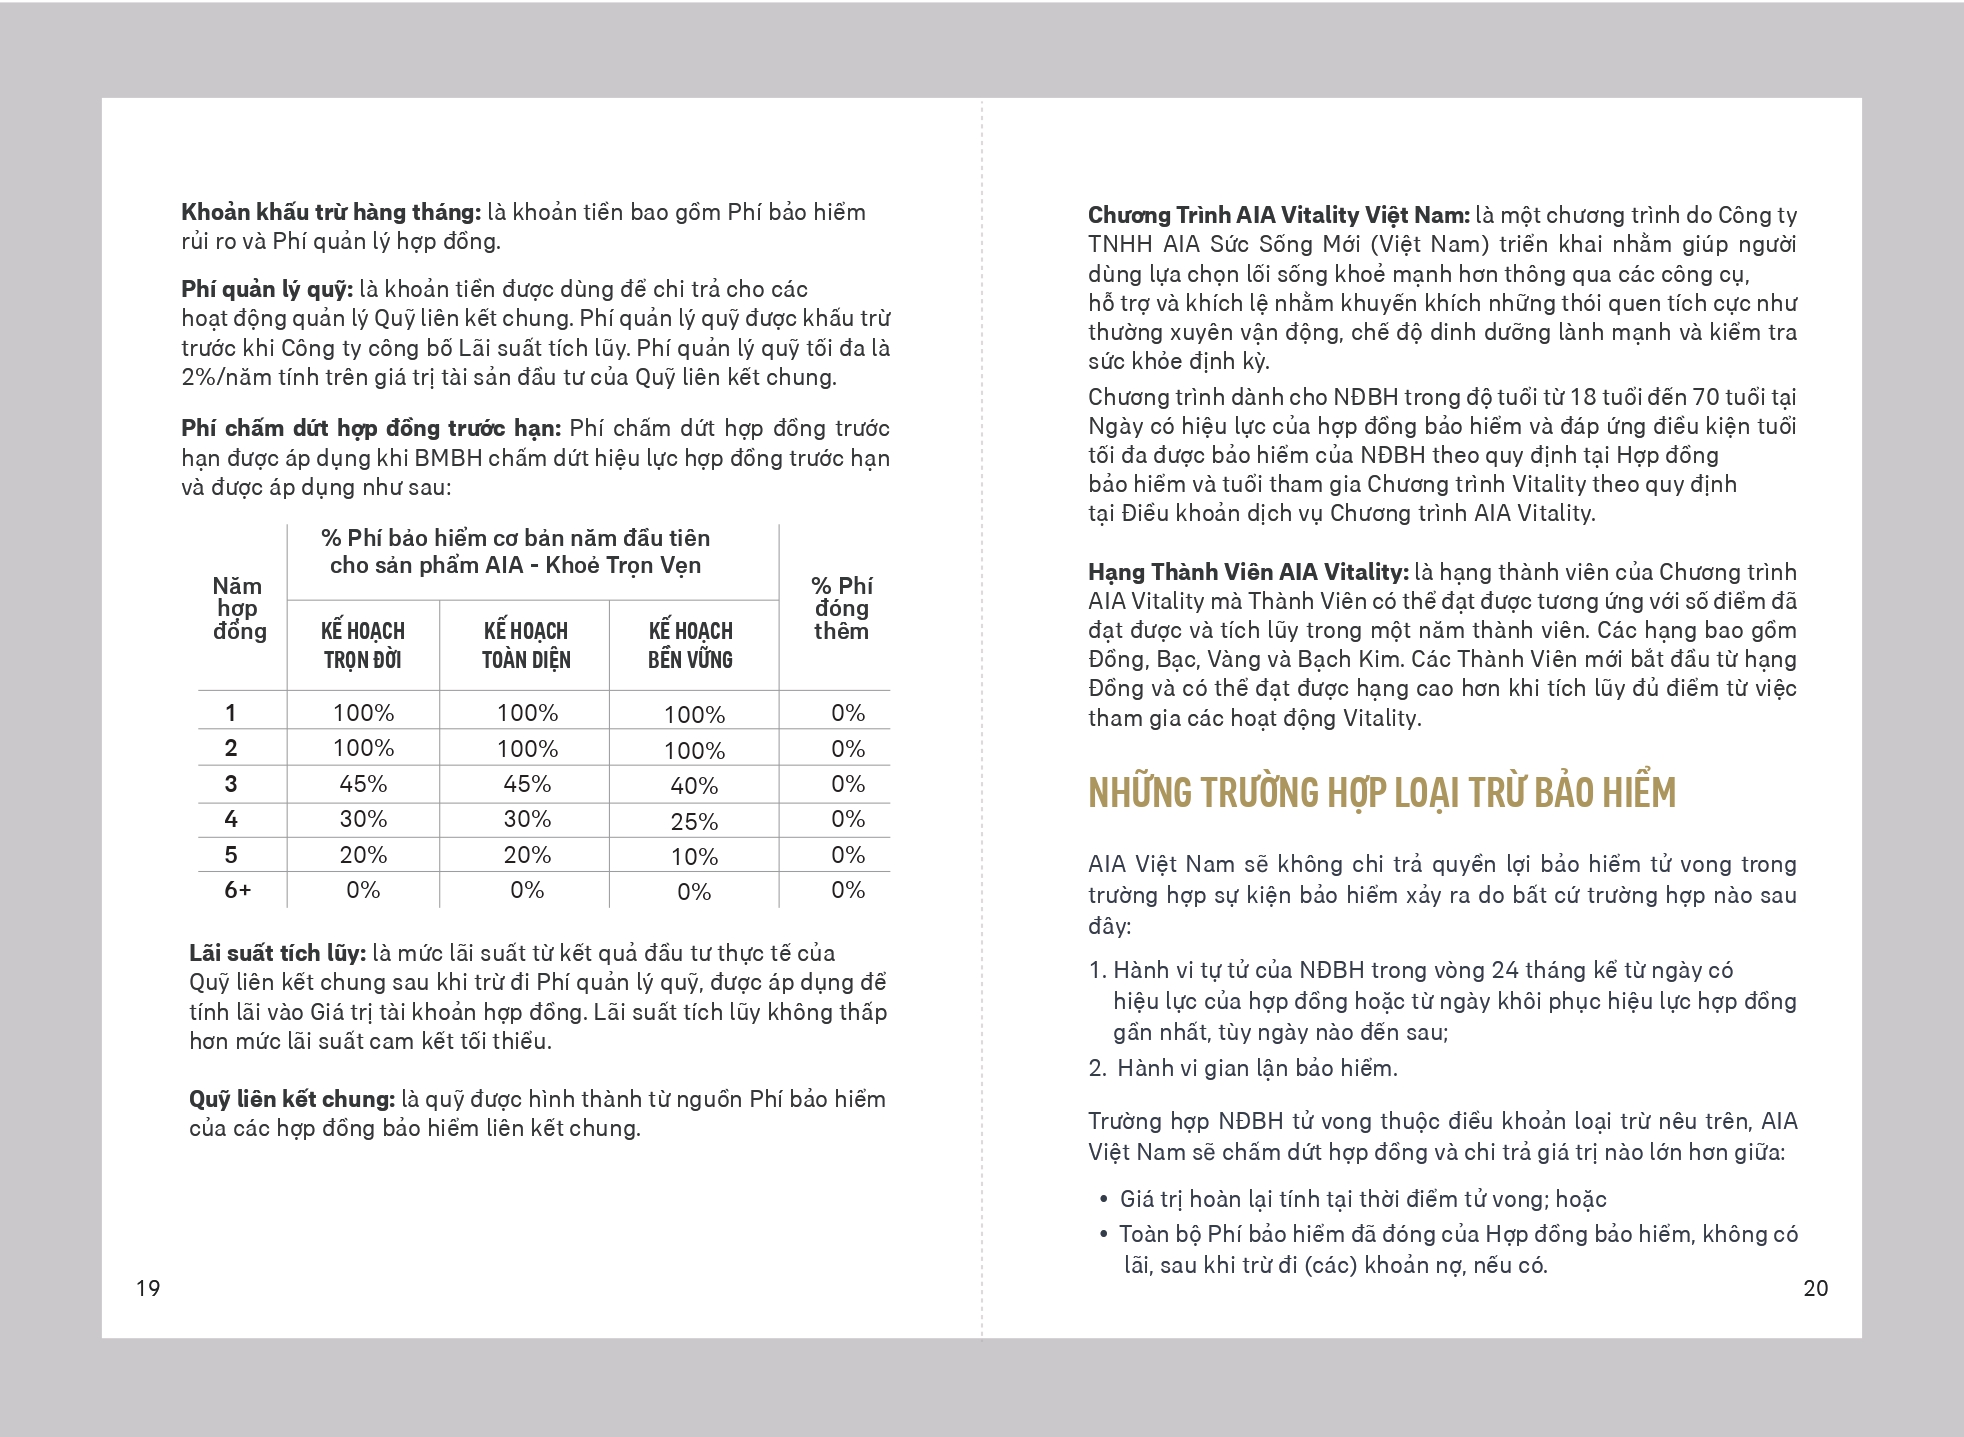 Khoản khấu trừ hàng tháng: là khoản tiền bao gồm Phí bảo hiểm
rủi ro và Phí quản lý hợp đồng.
Phí quản lý quỹ: là khoản tiền được dùng để chi trả cho các
hoạt động quản lý Quỹ liên kết chung. Phí quản lý quỹ được khấu trừ
trước khi Công ty công bố Lãi suất tích lũy. Phí quản lý quỹ tối đa là
2%/năm tính trên giá trị tài sản đầu tư của Quỹ liên kết chung.
Phí chấm dứt hợp đồng trước hạn: Phí chấm dứt hợp đồng trước
hạn được áp dụng khi BMBH chấm dứt hiệu lực hợp đồng trước hạn
và được áp dụng như sau:
% Phí bảo hiểm cơ bản năm đầu tiên
cho sản phẩm AIA - Khoẻ Trọn Vẹn
Năm
hợp
đồng
% Phí
đóng
thêm
KẾ HOẠCH
TRỌN ĐỜI
KẾ HOẠCH
TOÀN DIỆN
KẾ HOẠCH
BỀN VỮNG
1 100% 100% 100% 0%
2 100% 100% 100% 0%
3 45% 45% 40% 0%
4 30% 30% 25% 0%
5 20% 20% 10% 0%
6+ 0% 0% 0% 0%
Lãi suất tích lũy: là mức lãi suất từ kết quả đầu tư thực tế của
Quỹ liên kết chung sau khi trừ đi Phí quản lý quỹ, được áp dụng để
tính lãi vào Giá trị tài khoản hợp đồng. Lãi suất tích lũy không thấp
hơn mức lãi suất cam kết tối thiểu.
Quỹ liên kết chung: là quỹ được hình thành từ nguồn Phí bảo hiểm
của các hợp đồng bảo hiểm liên kết chung.
19
Chương Trình AIA Vitality Việt Nam: là một chương trình do Công ty
TNHH AIA Sức Sống Mới (Việt Nam) triển khai nhằm giúp người
dùng lựa chọn lối sống khoẻ mạnh hơn thông qua các công cụ,
hỗ trợ và khích lệ nhằm khuyến khích những thói quen tích cực như
thường xuyên vận động, chế độ dinh dưỡng lành mạnh và kiểm tra
sức khỏe định kỳ.
Chương trình dành cho NĐBH trong độ tuổi từ 18 tuổi đến 70 tuổi tại
Ngày có hiệu lực của hợp đồng bảo hiểm và đáp ứng điều kiện tuổi
tối đa được bảo hiểm của NĐBH theo quy định tại Hợp đồng
bảo hiểm và tuổi tham gia Chương trình Vitality theo quy định
tại Điều khoản dịch vụ Chương trình AIA Vitality.
Hạng Thành Viên AIA Vitality: là hạng thành viên của Chương trình
AIA Vitality mà Thành Viên có thể đạt được tương ứng với số điểm đã
đạt được và tích lũy trong một năm thành viên. Các hạng bao gồm
Đồng, Bạc, Vàng và Bạch Kim. Các Thành Viên mới bắt đầu từ hạng
Đồng và có thể đạt được hạng cao hơn khi tích lũy đủ điểm từ việc
tham gia các hoạt động Vitality.
NHỮNG TRƯỜNG HỢP LOẠI TRỪ BẢO HIỂM
AIA Việt Nam sẽ không chi trả quyền lợi bảo hiểm tử vong trong
trường hợp sự kiện bảo hiểm xảy ra do bất cứ trường hợp nào sau
đây:
1. Hành vi tự tử của NĐBH trong vòng 24 tháng kể từ ngày có
hiệu lực của hợp đồng hoặc từ ngày khôi phục hiệu lực hợp đồng
gần nhất, tùy ngày nào đến sau;
2. Hành vi gian lận bảo hiểm.
Trường hợp NĐBH tử vong thuộc điều khoản loại trừ nêu trên, AIA
Việt Nam sẽ chấm dứt hợp đồng và chi trả giá trị nào lớn hơn giữa:
• Giá trị hoàn lại tính tại thời điểm tử vong; hoặc
• Toàn bộ Phí bảo hiểm đã đóng của Hợp đồng bảo hiểm, không có
lãi, sau khi trừ đi (các) khoản nợ, nếu có.
20